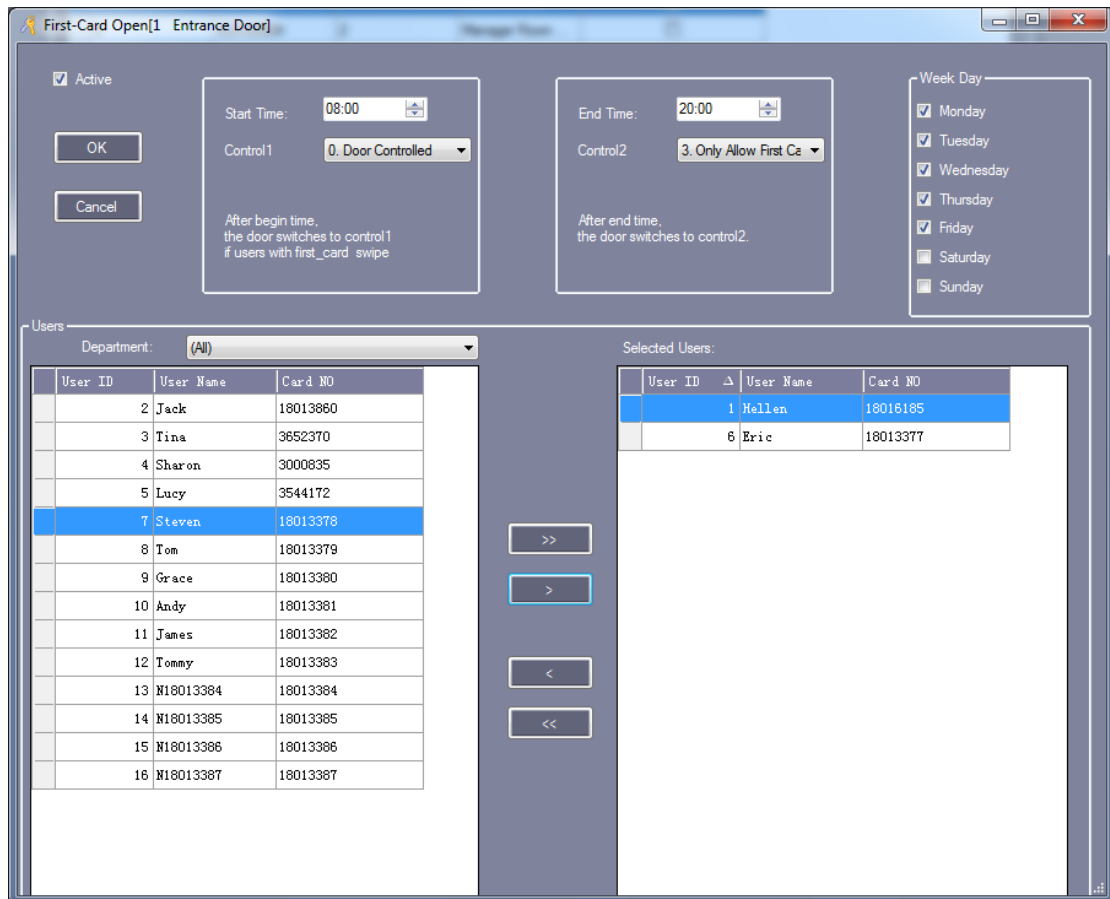 First-Card Open[1 Entrance Door]
Active
OK
Cancel
Start Time: 08:00
Control1 0. Door Controlled
After begin time,
the door switches to control1
if users with first_card swipe
End Time: 20:00
Control2 3. Only Allow First Ca
After end time,
the door switches to control2.
Week Day
Monday
Tuesday
Wednesday
Thursday
Friday
Saturday
Sunday
Users
Department: (All)
User ID User Name Card NO
2 Jack 18013860
3 Tina 3652370
4 Sharon 3000835
5 Lucy 3544172
7 Steven 18013378
8 Tom 18013379
9 Grace 18013380
10 Andy 18013381
11 James 18013382
12 Tommy 18013383
13 N18013384 18013384
14 N18013385 18013385
15 N18013386 18013386
16 N18013387 18013387
>>
>
<
<<
Selected Users:
User ID User Name Card NO
1 Hellen 18016185
6 Eric 18013377